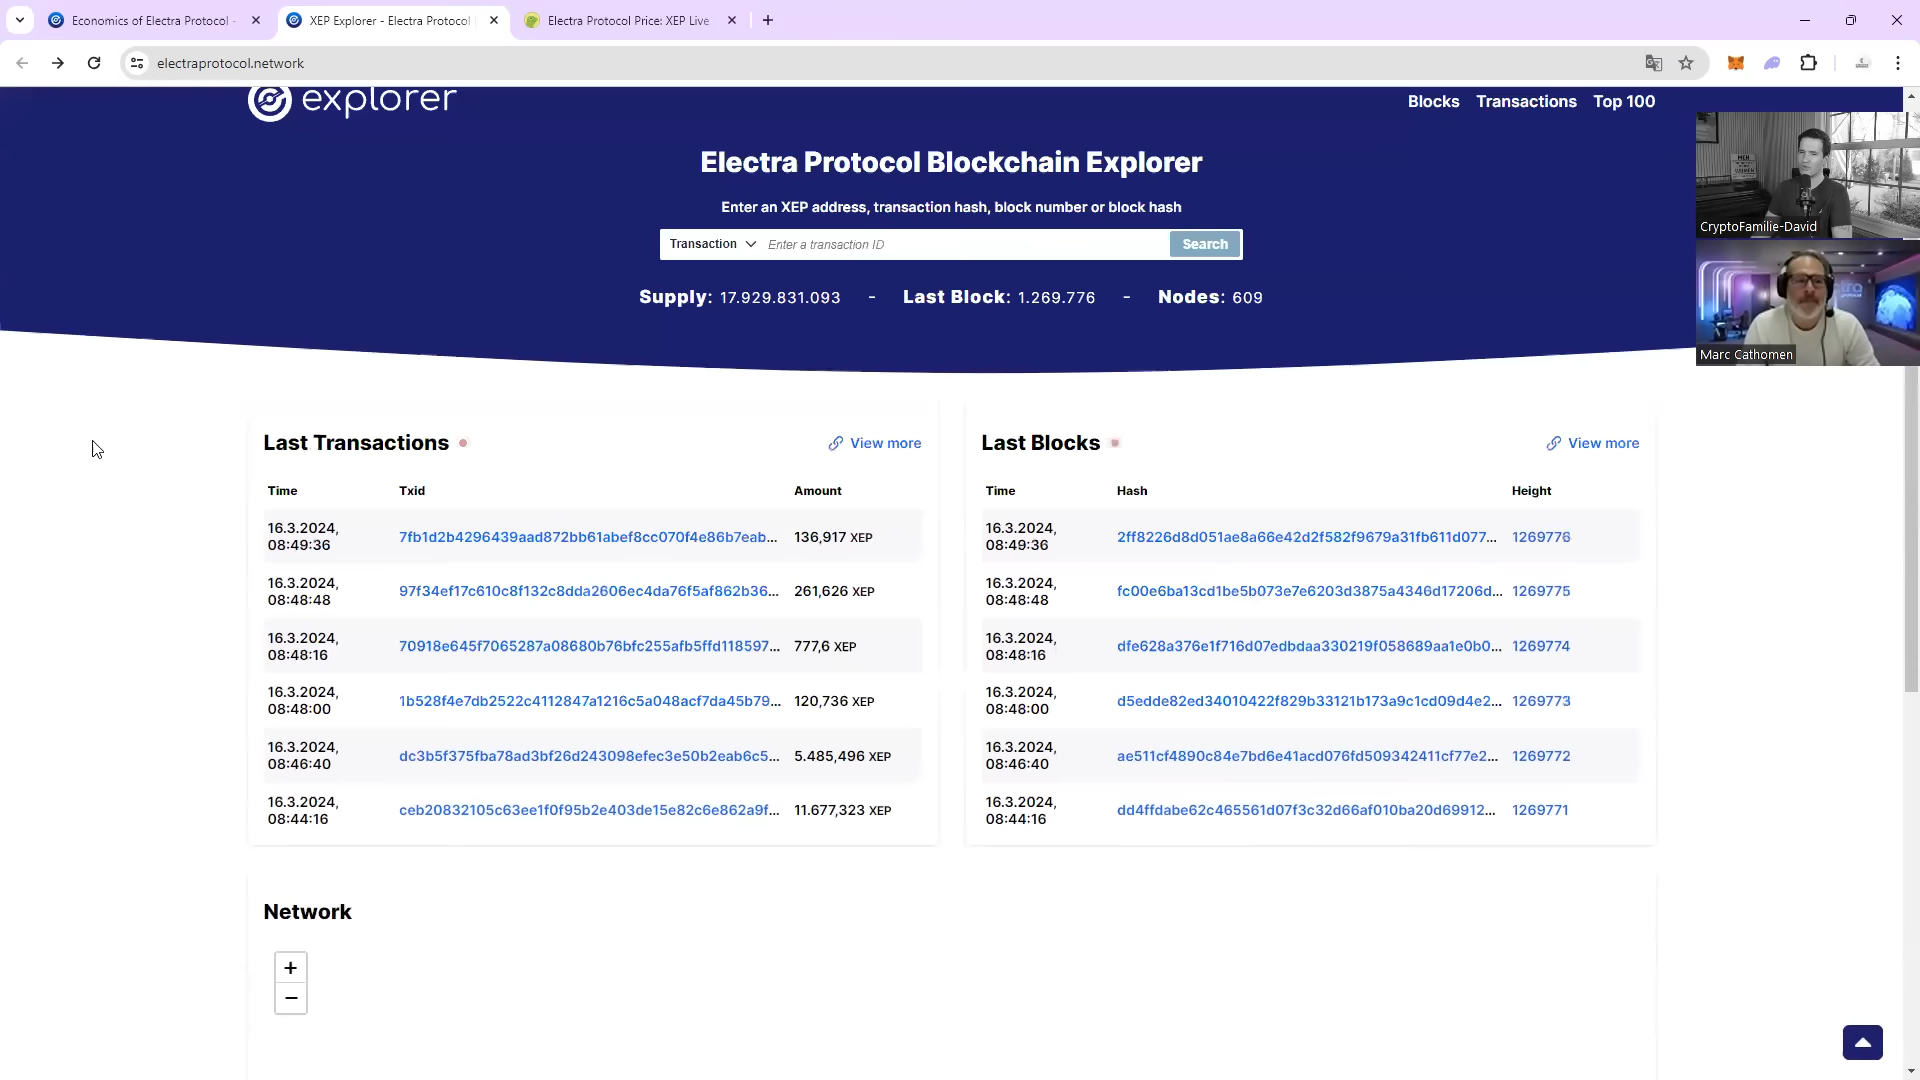 Economics of Electra Protocol -
XEP Explorer - Electra Protocol
Electra Protocol Price: XEP Live
electraprotocol.network
explorer
Blocks Transactions Top 100
Electra Protocol Blockchain Explorer
Enter an XEP address, transaction hash, block number or block hash
Transaction Enter a transaction ID Search
Supply: 17.929.831.093 - Last Block: 1.269.776 - Nodes: 609
CryptoFamilie-David
Marc Cathomen
Last Transactions View more
Time Txid Amount
16.3.2024, 08:49:36 7fb1d2b4296439aad872bb61abef8cc070f4e86b7eab... 136,917 XEP
16.3.2024, 08:48:48 97f34ef17c610c8f132c8dda2606ec4da76f5af862b36... 261,626 XEP
16.3.2024, 08:48:16 70918e645f7065287a08680b76bfc255afb5ffd118597... 777,6 XEP
16.3.2024, 08:48:00 1b528f4e7db2522c4112847a1216c5a048acf7da45b79... 120,736 XEP
16.3.2024, 08:46:40 dc3b5f375fba78ad3bf26d243098efec3e50b2eab6c5... 5.485,496 XEP
16.3.2024, 08:44:16 ceb20832105c63ee1f0f95b2e403de15e82c6e862a9f... 11.677,323 XEP
Last Blocks View more
Time Hash Height
16.3.2024, 08:49:36 2ff8226d8d051ae8a66e42d2f582f9679a31fb611d077... 1269776
16.3.2024, 08:48:48 fc00e6ba13cd1be5b073e7e6203d3875a4346d17206d... 1269775
16.3.2024, 08:48:16 dfe628a376e1f716d07edbdaa330219f058689aa1e0b0... 1269774
16.3.2024, 08:48:00 d5edde82ed34010422f829b33121b173a9c1cd09d4e2... 1269773
16.3.2024, 08:46:40 ae511cf4890c84e7bd6e41acd076fd509342411cf77e2... 1269772
16.3.2024, 08:44:16 dd4ffdabe62c465561d07f3c32d66af010ba20d69912... 1269771
Network
+
−